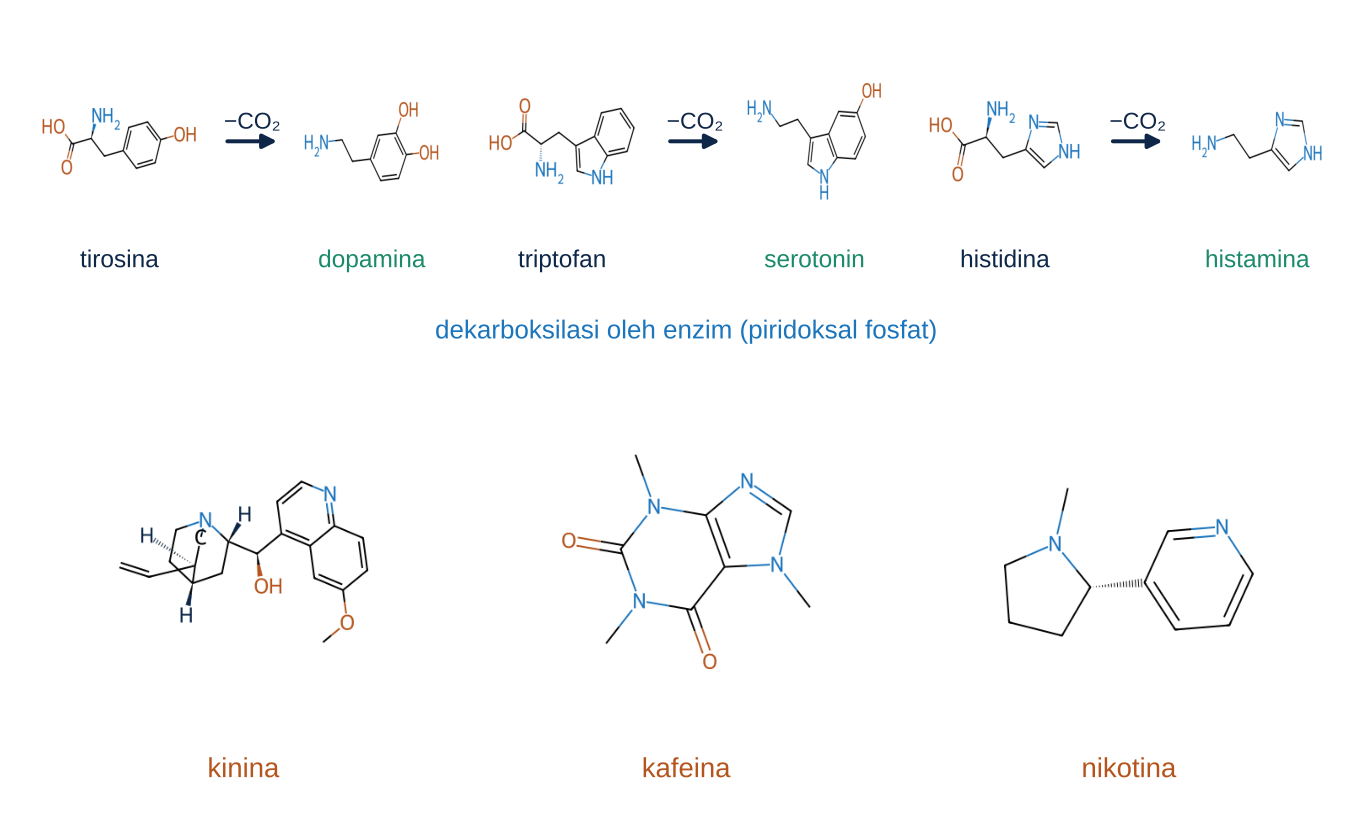 −CO₂ −CO₂ −CO₂
HO NH₂ O OH H₂N OH OH O HO NH₂ NH H₂N OH N H HO NH₂ O N NH H₂N N NH
tirosina dopamina triptofan serotonin histidina histamina
dekarboksilasi oleh enzim (piridoksal fosfat)
H N C H H OH N O
O N N N N O
N N
kinina kafeina nikotina